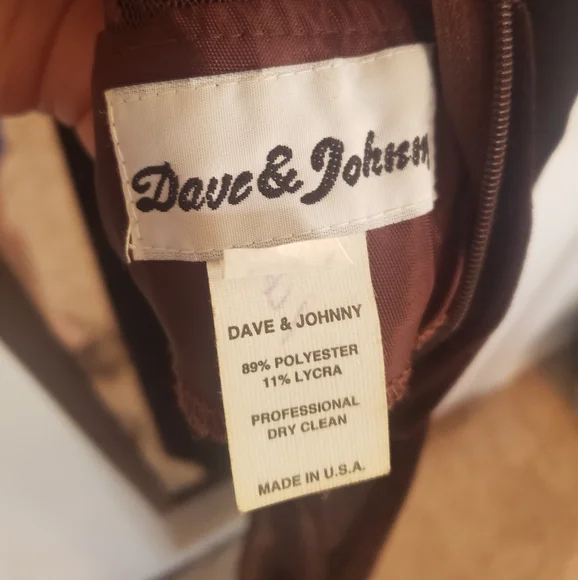 Dave & Johnny
DAVE & JOHNNY
89% POLYESTER
11% LYCRA
PROFESSIONAL
DRY CLEAN
MADE IN U.S.A.